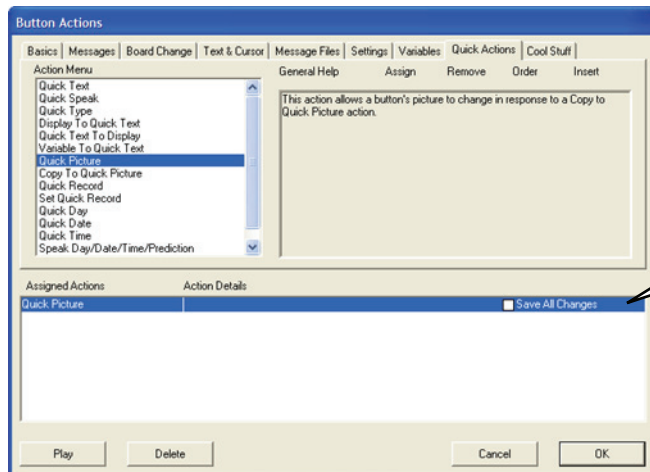 Button Actions
Basics Messages Board Change Text & Cursor Message Files Settings Variables Quick Actions Cool Stuff
Action Menu
Quick Text
Quick Speak
Quick Type
Display To Quick Text
Quick Text To Display
Variable To Quick Text
Quick Picture
Copy To Quick Picture
Quick Record
Set Quick Record
Quick Day
Quick Date
Quick Time
Speak Day/Date/Time/Prediction
General Help Assign Remove Order Insert
This action allows a button's picture to change in response to a Copy to
Quick Picture action.
Assigned Actions Action Details
Quick Picture Save All Changes
Play Delete Cancel OK